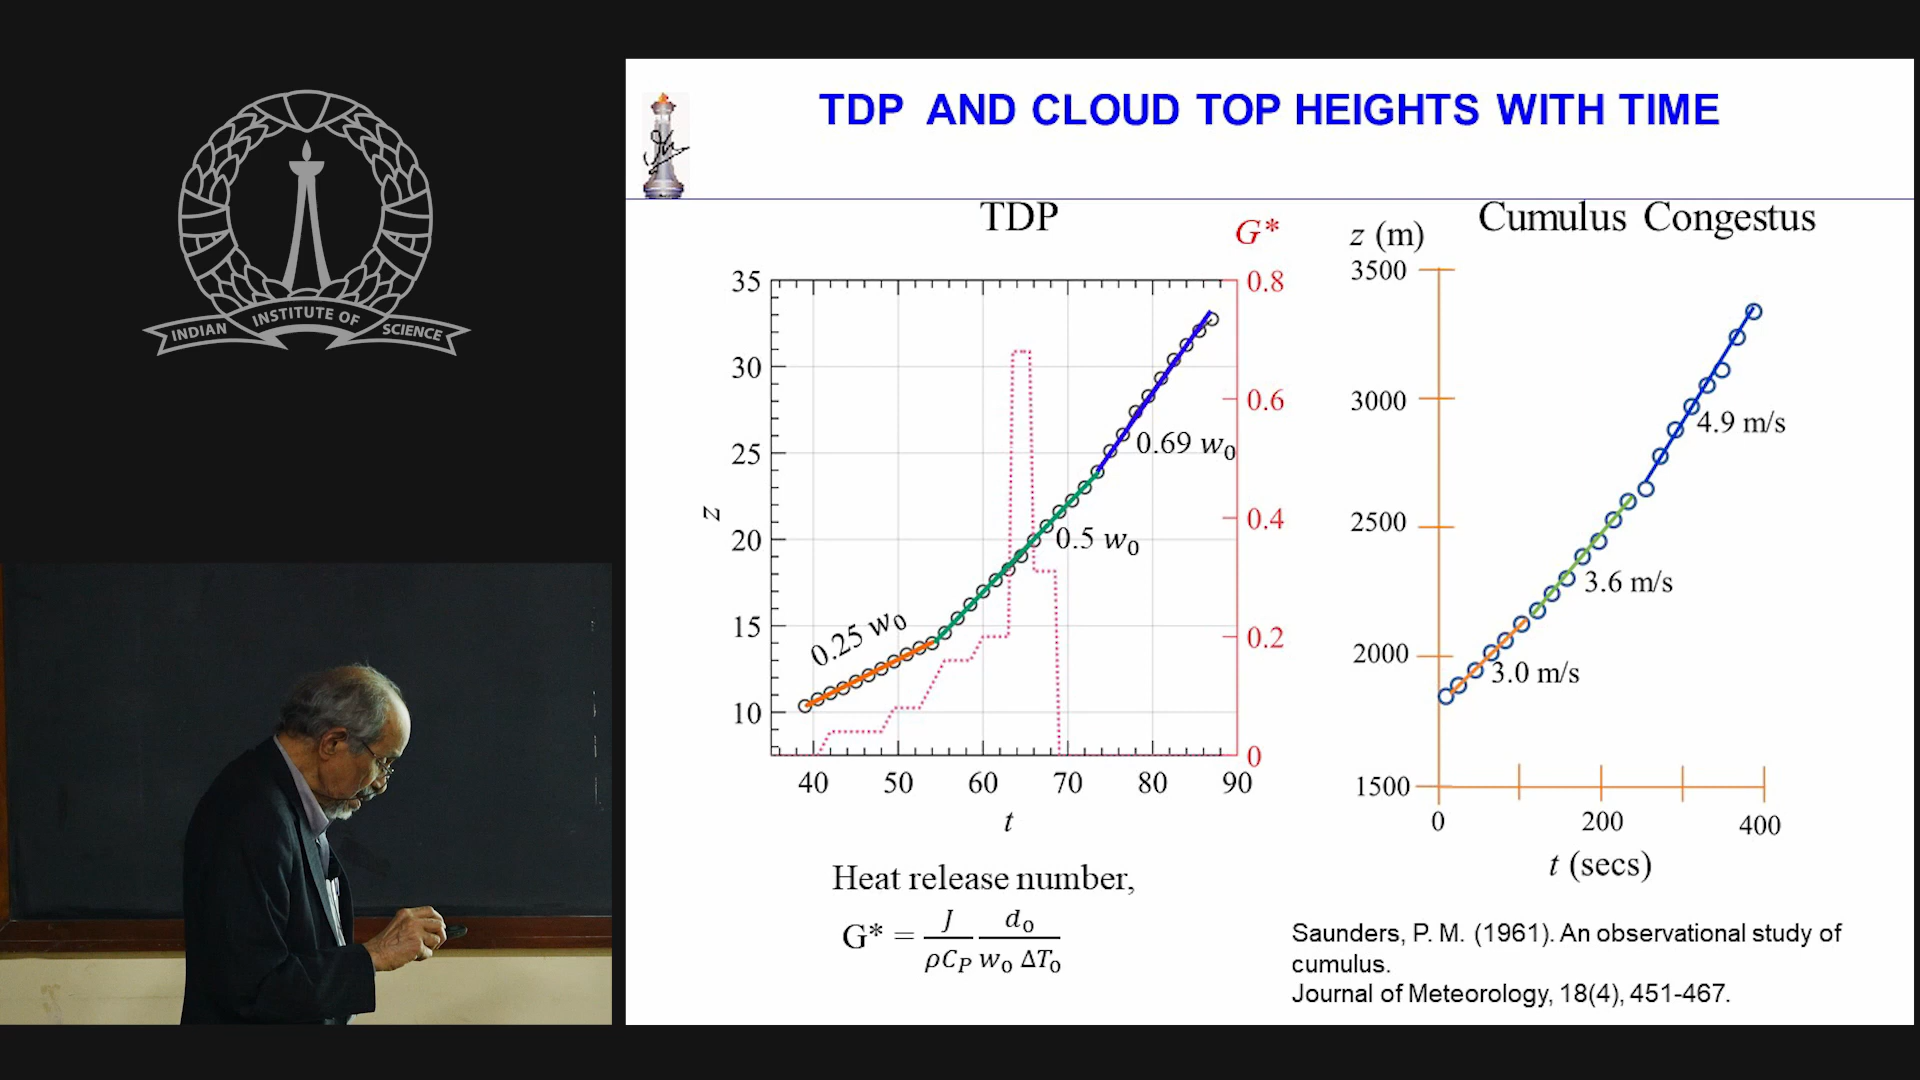 INDIAN INSTITUTE OF SCIENCE
TDP AND CLOUD TOP HEIGHTS WITH TIME
TDP
G*
35
30
25
20
15
10
z
0.8
0.6
0.4
0.2
0
0.25 w₀
0.5 w₀
0.69 w₀
40 50 60 70 80 90
t
Heat release number,
G* = J/ρC_P d₀/w₀ ΔT₀
Cumulus Congestus
z (m)
3500
3000
2500
2000
1500
4.9 m/s
3.6 m/s
3.0 m/s
0 200 400
t (secs)
Saunders, P. M. (1961). An observational study of
cumulus.
Journal of Meteorology, 18(4), 451-467.